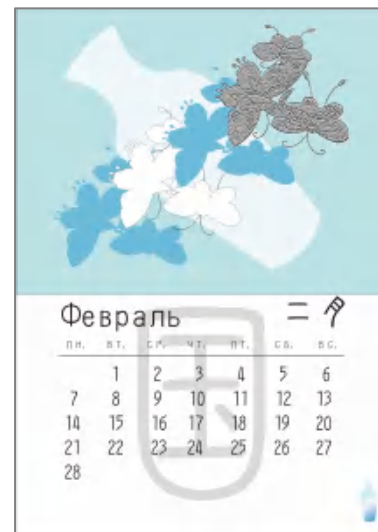 Февраль 二 月
пн. вт. ср. чт. пт. сб. вс.
1 2 3 4 5 6
7 8 9 10 11 12 13
14 15 16 17 18 19 20
21 22 23 24 25 26 27
28
国